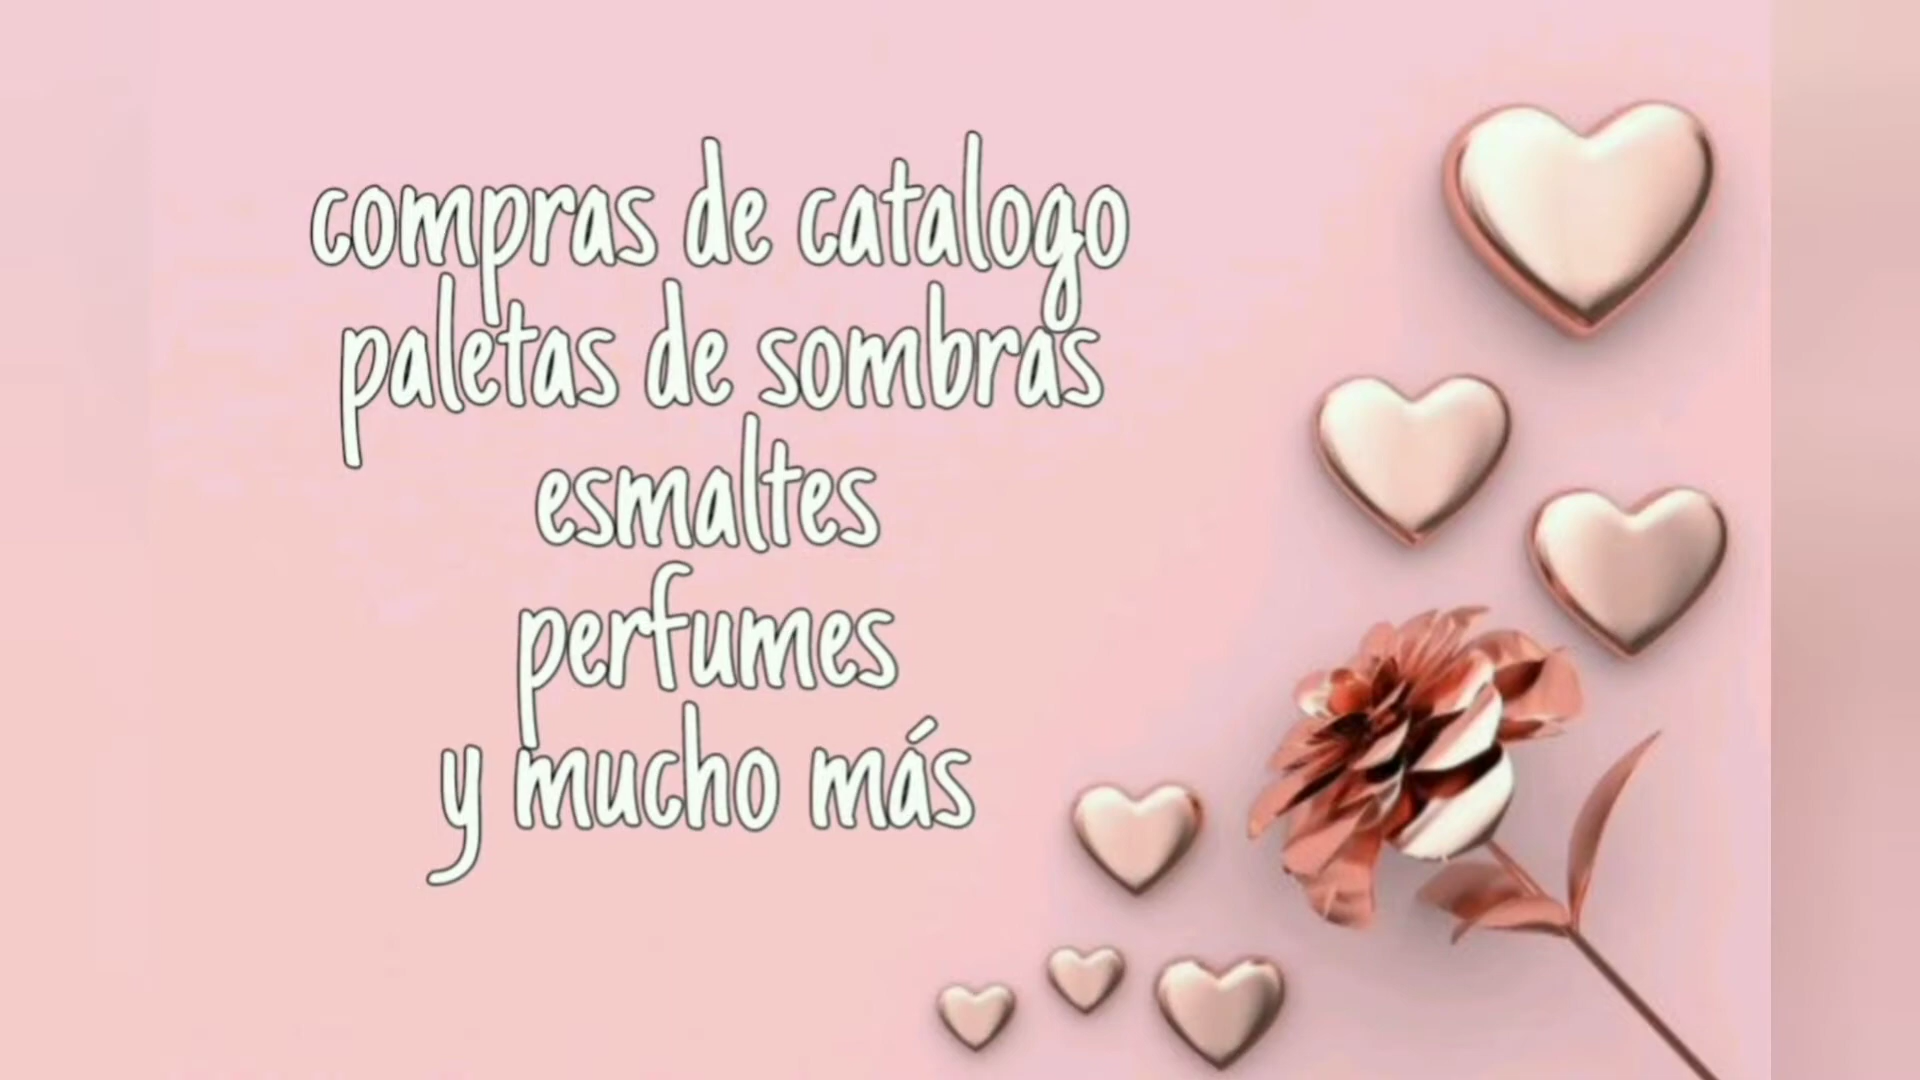 compras de catalogo
paletas de sombras
esmaltes
perfumes
y mucho más